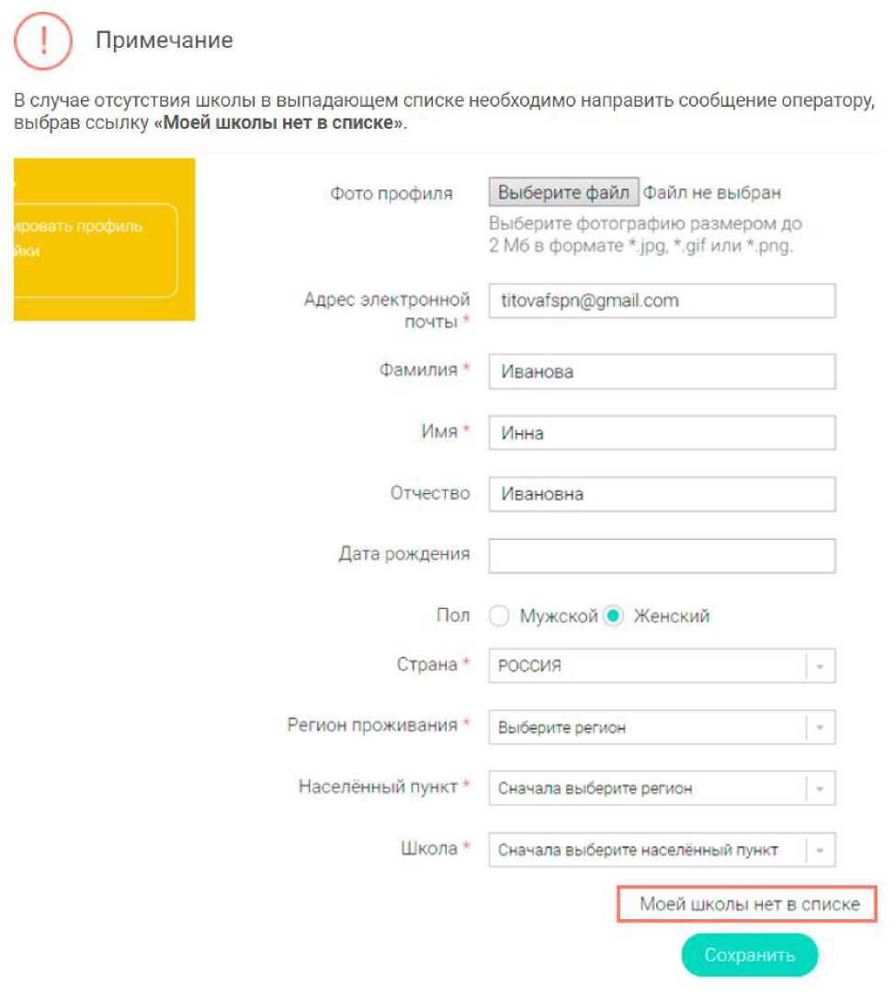 !
Примечание
В случае отсутствия школы в выпадающем списке необходимо направить сообщение оператору,
выбрав ссылку «Моей школы нет в списке».
ировать профиль
йки
Фото профиля
Выберите файл Файл не выбран
Выберите фотографию размером до
2 Мб в формате *.jpg, *.gif или *.png.
Адрес электронной
почты *
titovafspn@gmail.com
Фамилия *
Иванова
Имя *
Инна
Отчество
Ивановна
Дата рождения
Пол
Мужской Женский
Страна *
РОССИЯ
Регион проживания *
Выберите регион
Населённый пункт *
Сначала выберите регион
Школа *
Сначала выберите населённый пункт
Моей школы нет в списке
Сохранить